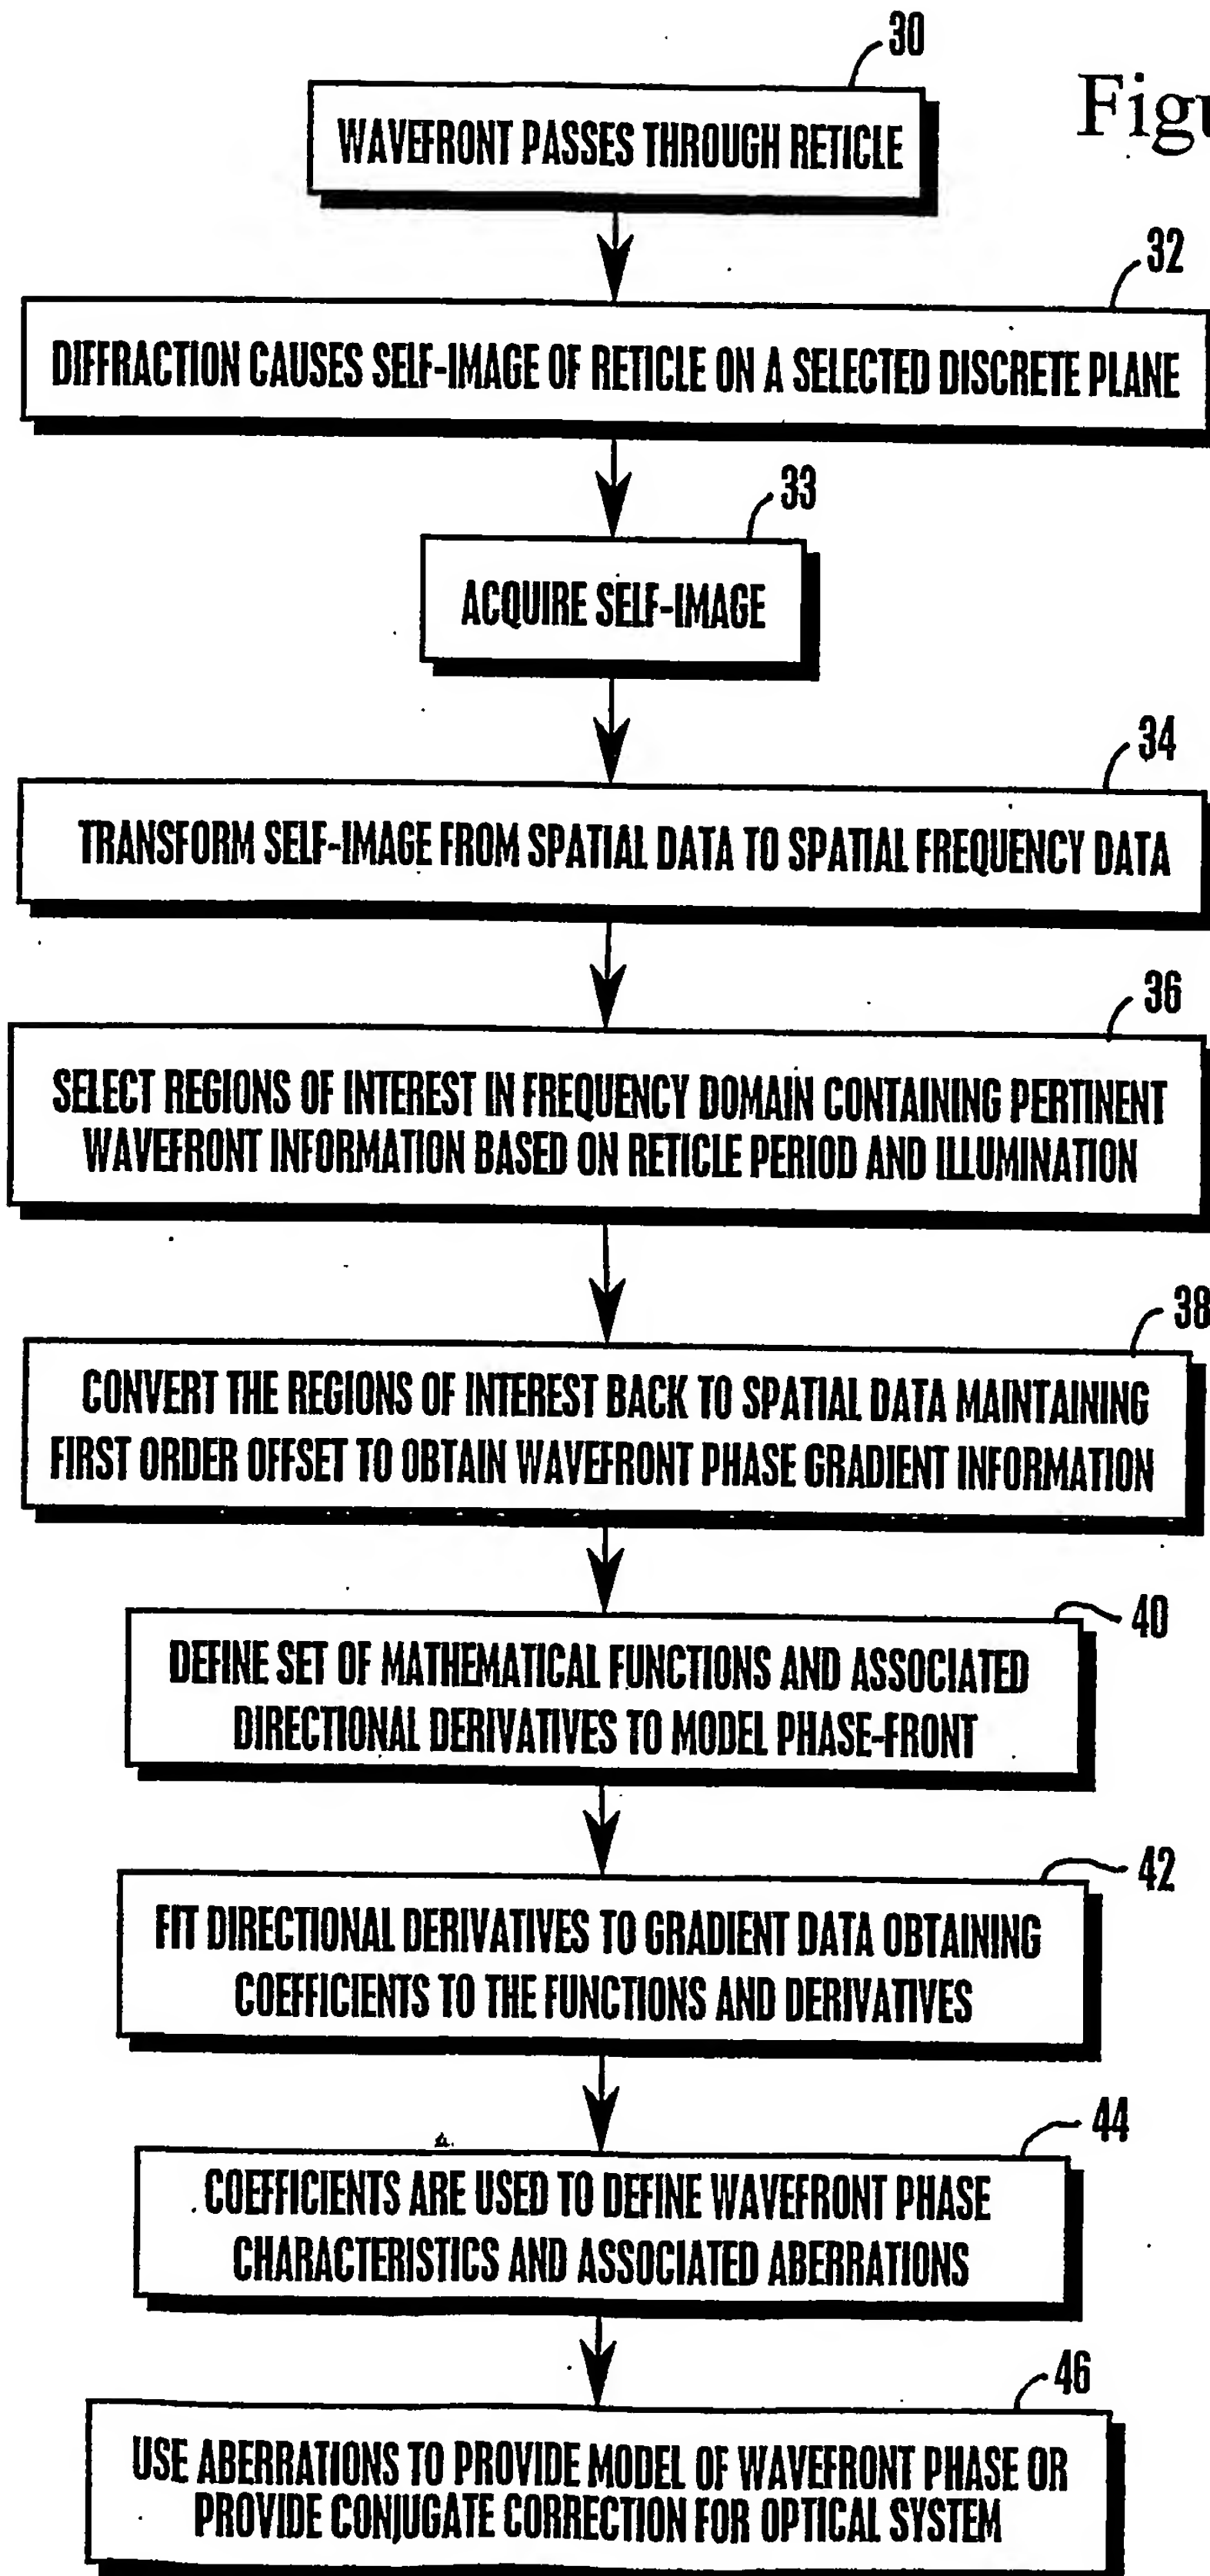 30
Figu
WAVEFRONT PASSES THROUGH RETICLE
32
DIFFRACTION CAUSES SELF-IMAGE OF RETICLE ON A SELECTED DISCRETE PLANE
33
ACQUIRE SELF-IMAGE
34
TRANSFORM SELF-IMAGE FROM SPATIAL DATA TO SPATIAL FREQUENCY DATA
36
SELECT REGIONS OF INTEREST IN FREQUENCY DOMAIN CONTAINING PERTINENT
WAVEFRONT INFORMATION BASED ON RETICLE PERIOD AND ILLUMINATION
38
CONVERT THE REGIONS OF INTEREST BACK TO SPATIAL DATA MAINTAINING
FIRST ORDER OFFSET TO OBTAIN WAVEFRONT PHASE GRADIENT INFORMATION
40
DEFINE SET OF MATHEMATICAL FUNCTIONS AND ASSOCIATED
DIRECTIONAL DERIVATIVES TO MODEL PHASE-FRONT
42
FIT DIRECTIONAL DERIVATIVES TO GRADIENT DATA OBTAINING
COEFFICIENTS TO THE FUNCTIONS AND DERIVATIVES
44
COEFFICIENTS ARE USED TO DEFINE WAVEFRONT PHASE
CHARACTERISTICS AND ASSOCIATED ABERRATIONS
46
USE ABERRATIONS TO PROVIDE MODEL OF WAVEFRONT PHASE OR
PROVIDE CONJUGATE CORRECTION FOR OPTICAL SYSTEM